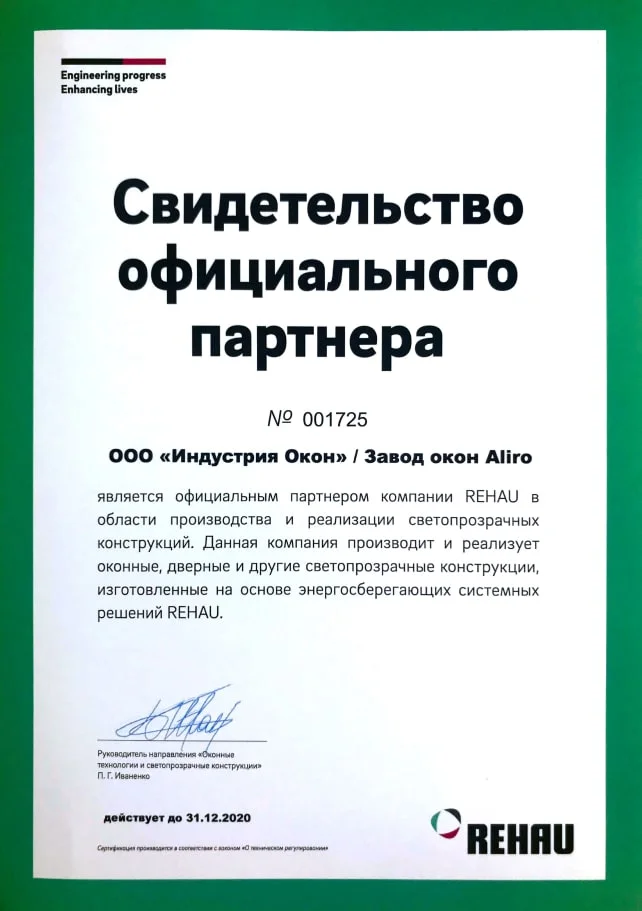 Engineering progress
Enhancing lives
Свидетельство
официального
партнера
№ 001725
ООО «Индустрия Окон» / Завод окон Aliro
является официальным партнером компании REHAU в
области производства и реализации светопрозрачных
конструкций. Данная компания производит и реализует
оконные, дверные и другие светопрозрачные конструкции,
изготовленные на основе энергосберегающих системных
решений REHAU.
Руководитель направления «Оконные
технологии и светопрозрачные конструкции»
П. Г. Иваненко
действует до 31.12.2020
Сертификация производится в соответствии с законом «О техническом регулировании»
REHAU